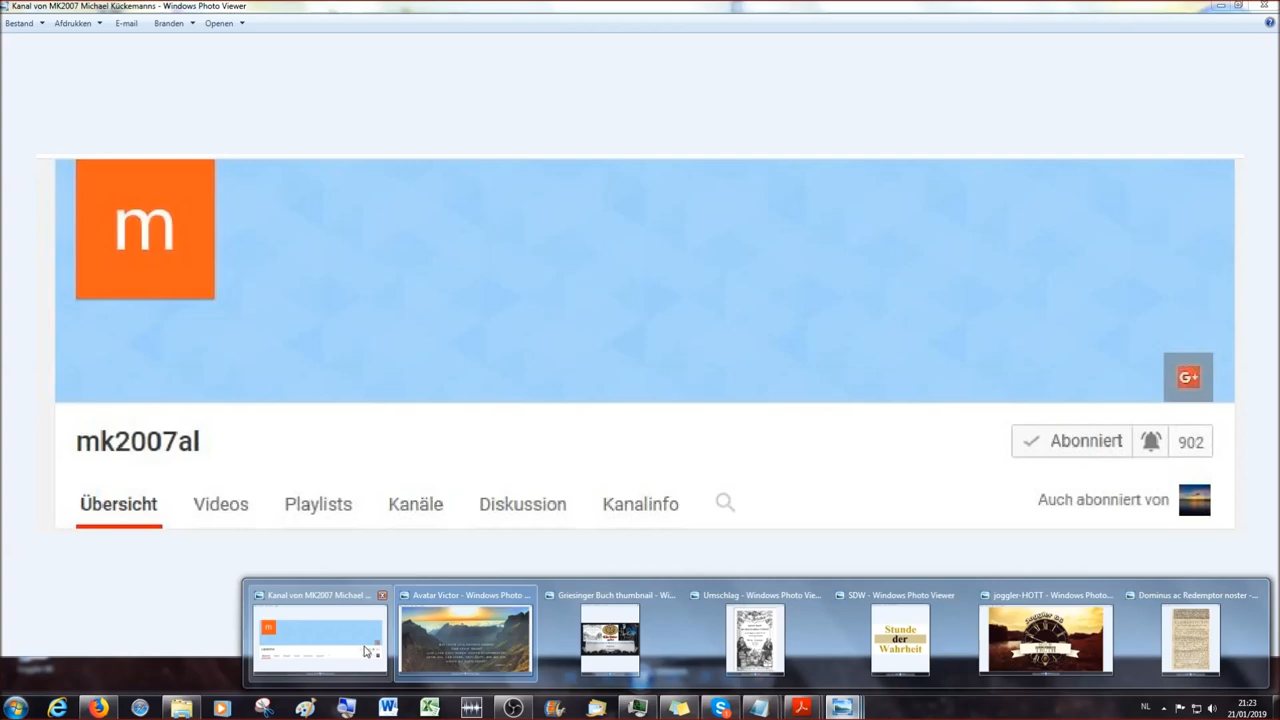 Kanal von MK2007 Michael Kückemanns - Windows Photo Viewer
Bestand Afdrukken E-mail Branden Openen
m
G+
mk2007al
Abonniert 902
Übersicht Videos Playlists Kanäle Diskussion Kanalinfo
Auch abonniert von
Kanal von MK2007 Michael ...
Avatar Victor - Windows Photo ...
Griesinger Buch thumbnail - Wi...
Umschlag - Windows Photo Vie...
SDW - Windows Photo Viewer
joggler-HOTT - Windows Photo...
Dominus ac Redemptor noster -...
Stunde
der
Wahrheit
NL
21:23
21/01/2019